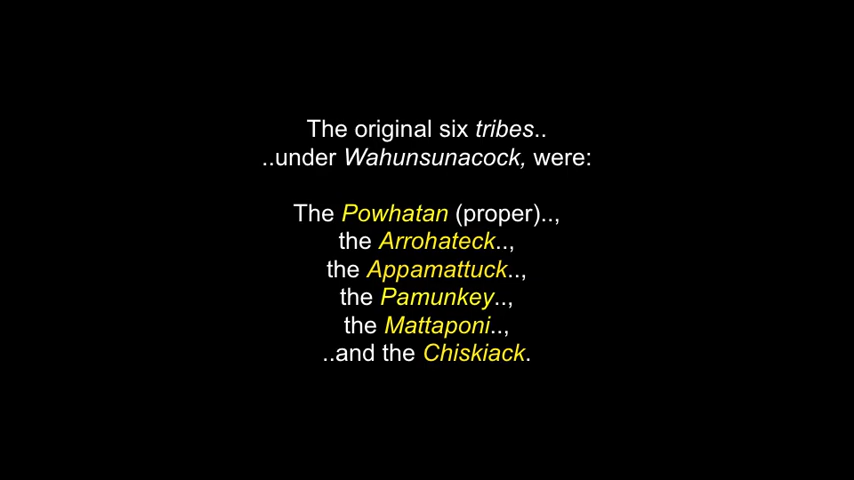 The original six tribes..
..under Wahunsunacock, were:
The Powhatan (proper)..,
the Arrohateck..,
the Appamattuck..,
the Pamunkey..,
the Mattaponi..,
..and the Chiskiack.